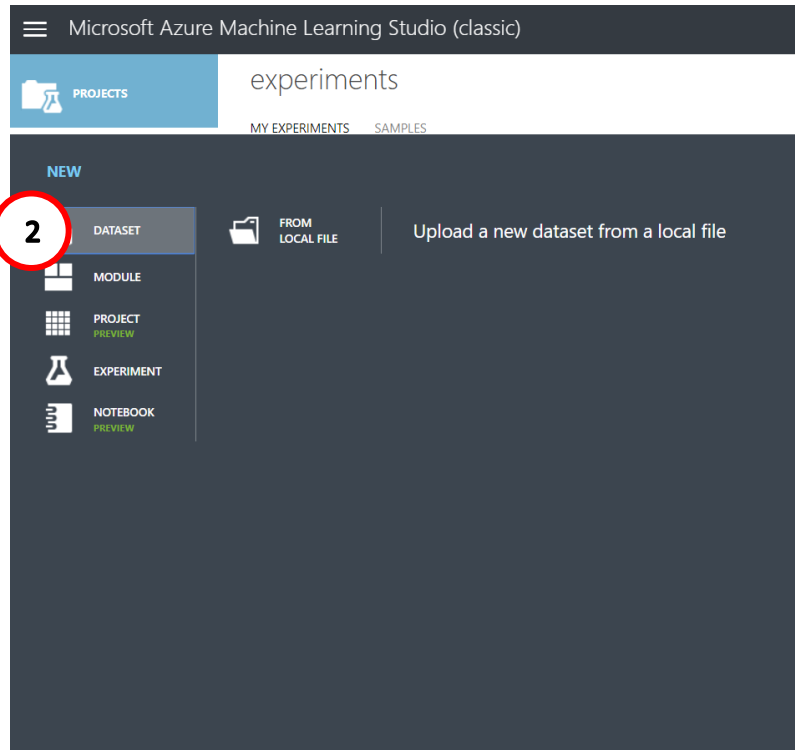 Microsoft Azure Machine Learning Studio (classic)
PROJECTS
experiments
MY EXPERIMENTS SAMPLES
NEW
2
DATASET
FROM
LOCAL FILE
Upload a new dataset from a local file
MODULE
PROJECT
PREVIEW
EXPERIMENT
NOTEBOOK
PREVIEW